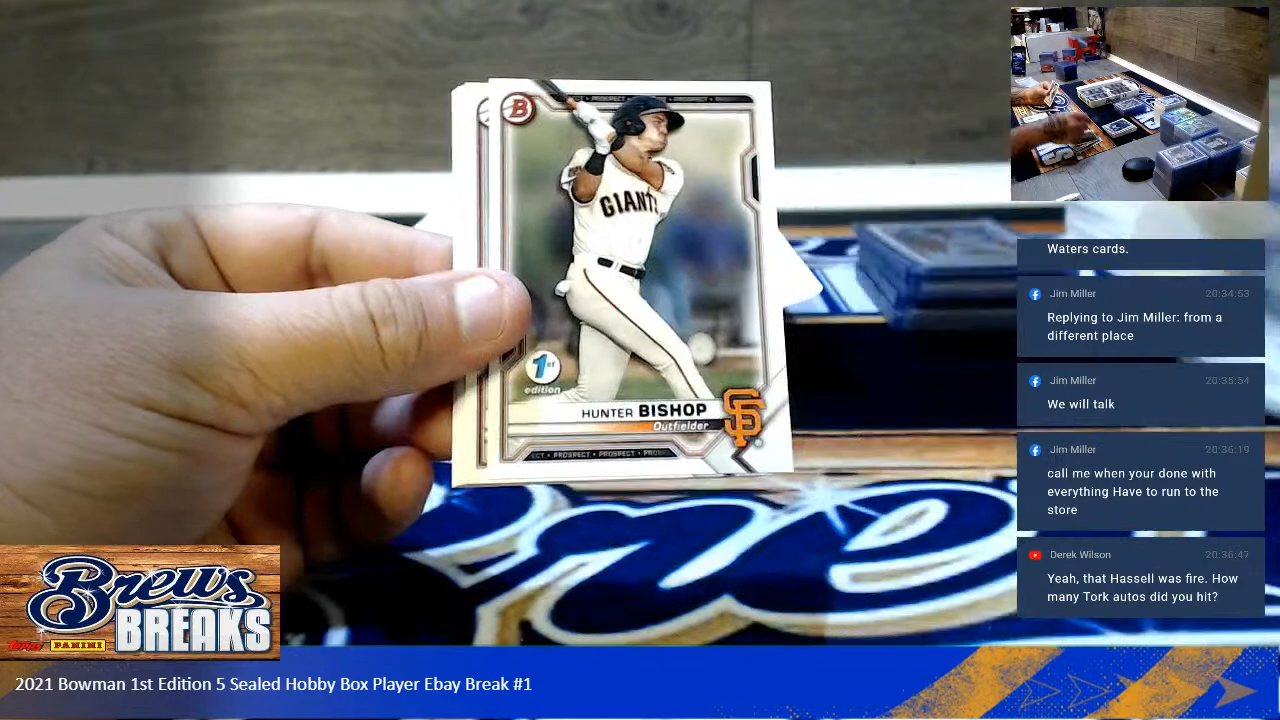 PROSPECT
B
GIANTS
1st
edition
HUNTER BISHOP
Outfielder
SF
PROSPECT • PROSPECT
Waters cards.
Jim Miller 20:34:53
Replying to Jim Miller: from a
different place
Jim Miller 20:35:54
We will talk
Jim Miller 20:36:19
call me when your done with
everything Have to run to the
store
Derek Wilson 20:36:47
Yeah, that Hassell was fire. How
many Tork autos did you hit?
Brews
BREAKS
Topps PANINI
2021 Bowman 1st Edition 5 Sealed Hobby Box Player Ebay Break #1